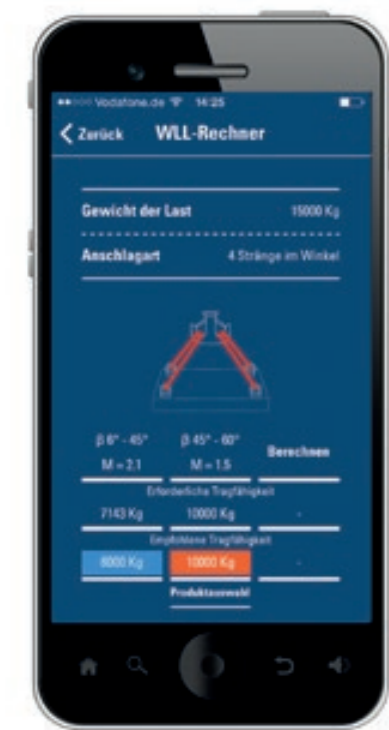 Vodafone.de 14:25
Zurück WLL-Rechner
Gewicht der Last 15000 Kg
Anschlagart 4 Stränge im Winkel
β 6° - 45° β 45° - 60° Berechnen
M = 2.1 M = 1.5
Erforderliche Tragfähigkeit
7143 Kg 10000 Kg -
Empfohlene Tragfähigkeit
8000 Kg 10000 Kg -
Produktauswahl